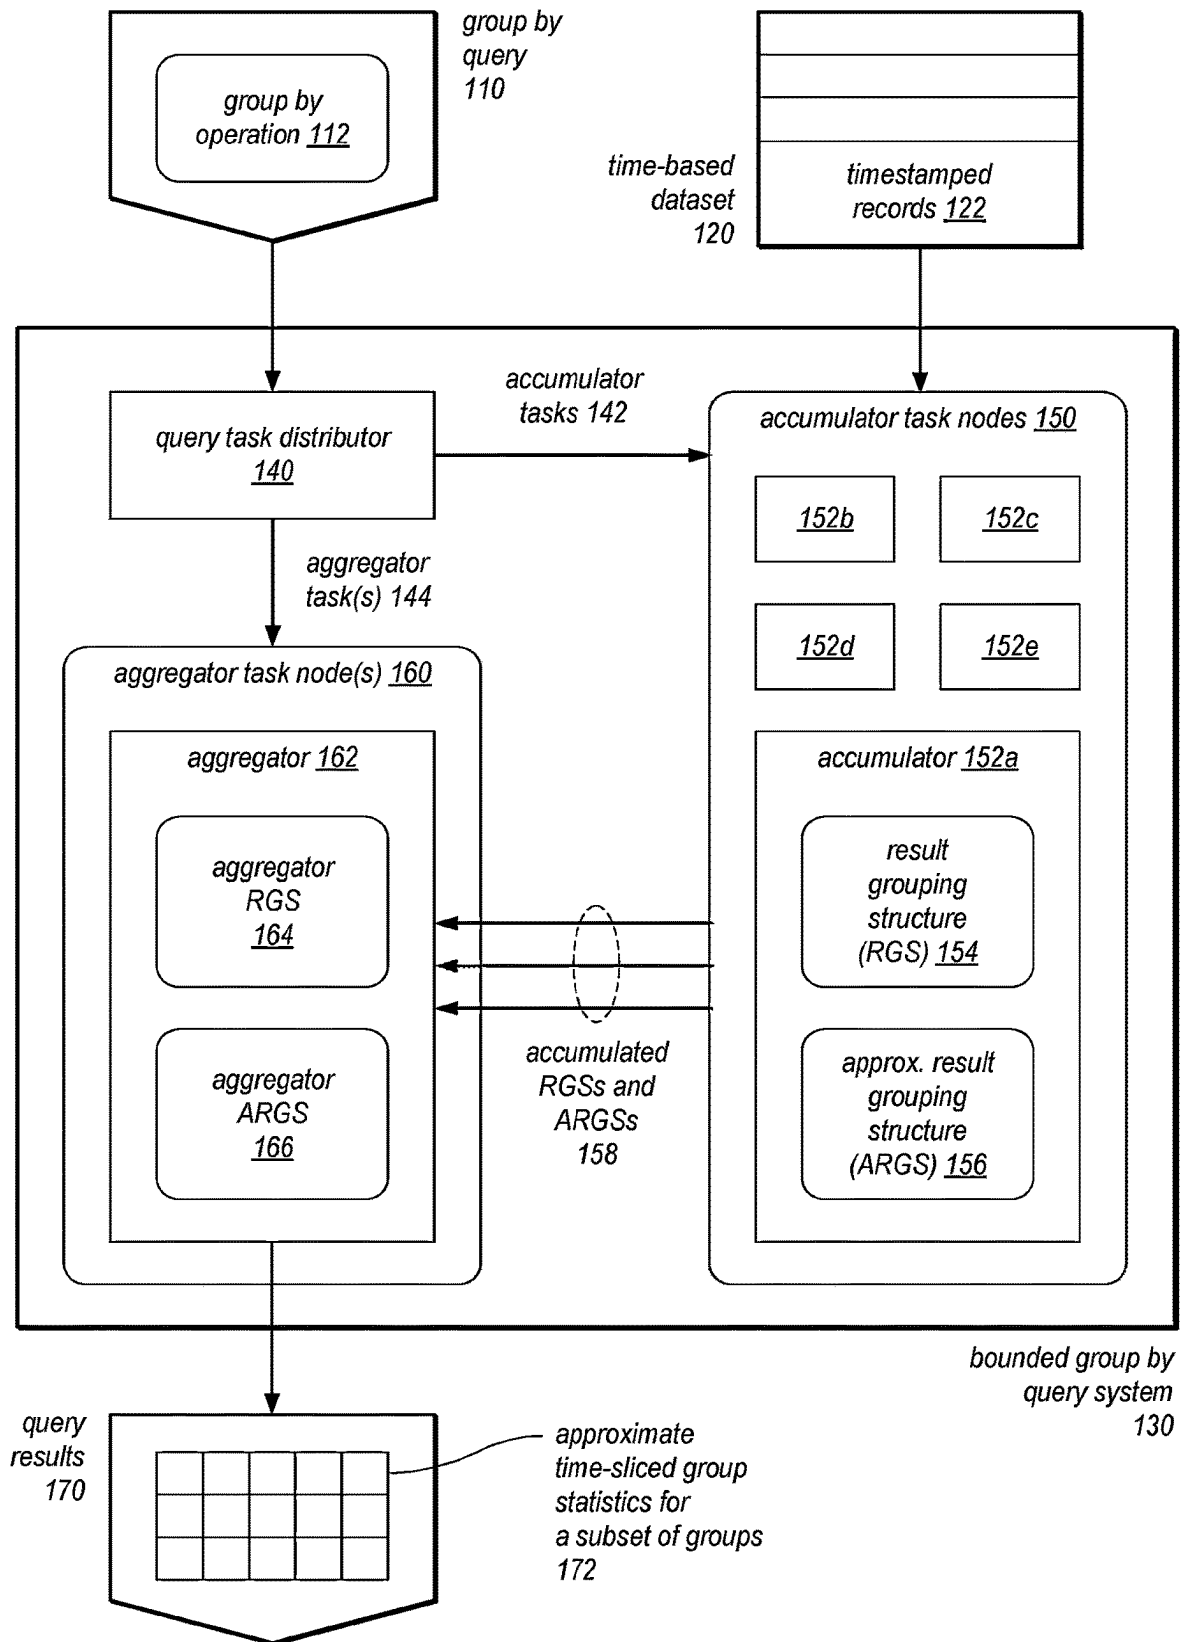 group by
query
110
group by
operation 112
time-based
dataset
120
timestamped
records 122
accumulator
tasks 142
query task distributor
140
accumulator task nodes 150
152b
152c
aggregator
task(s) 144
152d
152e
aggregator task node(s) 160
aggregator 162
accumulator 152a
aggregator
RGS
164
result
grouping
structure
(RGS) 154
accumulated
RGSs and
ARGSs
158
aggregator
ARGS
166
approx. result
grouping
structure
(ARGS) 156
bounded group by
query system
130
query
results
170
approximate
time-sliced group
statistics for
a subset of groups
172